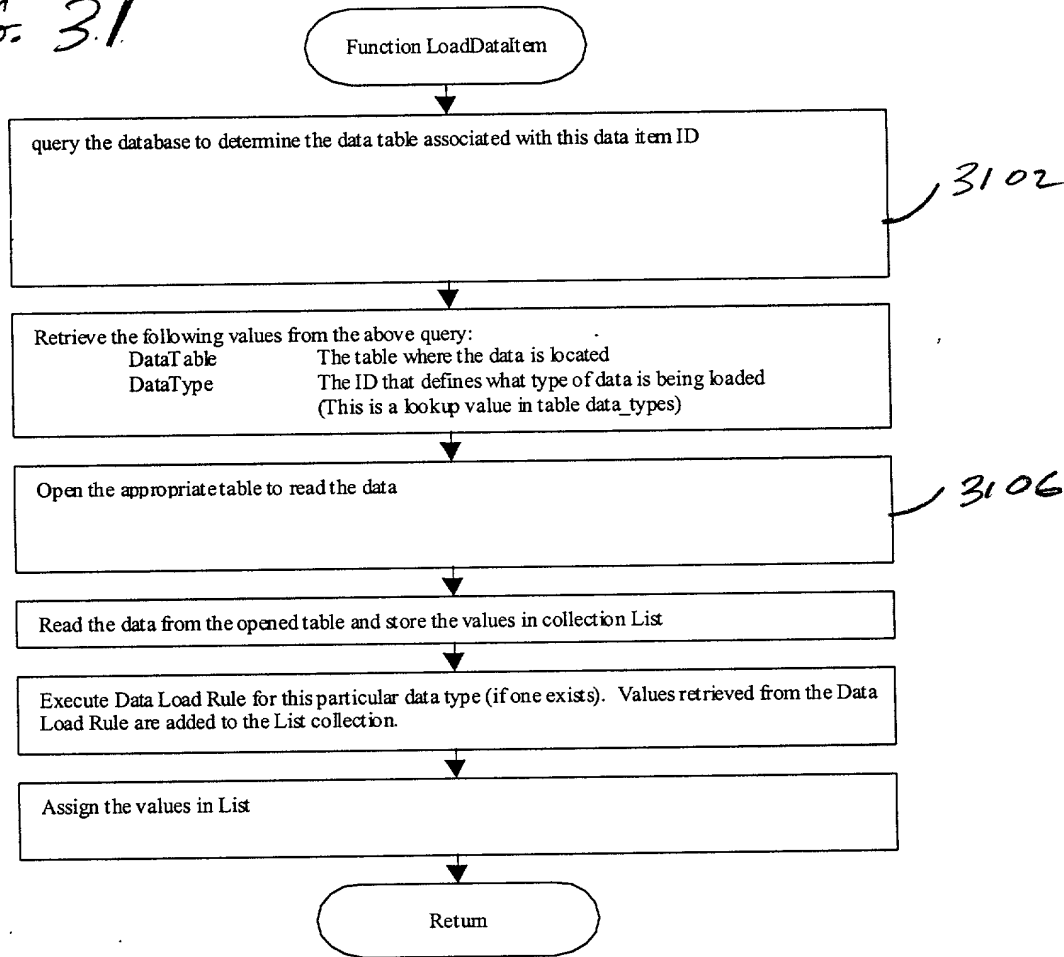 31
Function LoadDataItem
query the database to determine the data table associated with this data item ID
3102
Retrieve the following values from the above query:
DataTable The table where the data is located
DataType The ID that defines what type of data is being loaded
(This is a lookup value in table data_types)
Open the appropriate table to read the data
3106
Read the data from the opened table and store the values in collection List
Execute Data Load Rule for this particular data type (if one exists). Values retrieved from the Data
Load Rule are added to the List collection.
Assign the values in List
Return